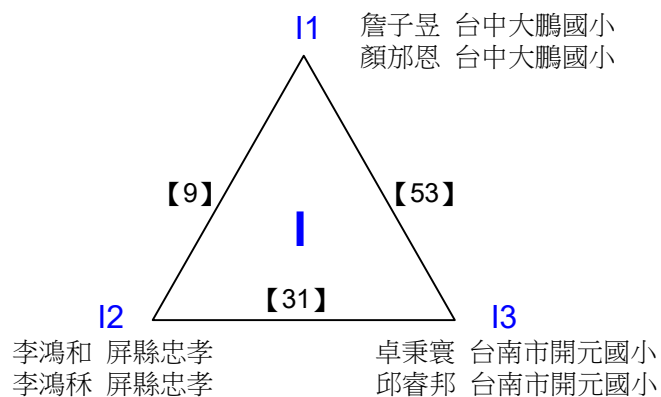 I1
詹子昱 台中大鵬國小
顏邡恩 台中大鵬國小
【9】
【53】
I
【31】
I2
I3
李鴻和 屏縣忠孝
李鴻秝 屏縣忠孝
卓秉寰 台南市開元國小
邱睿邦 台南市開元國小